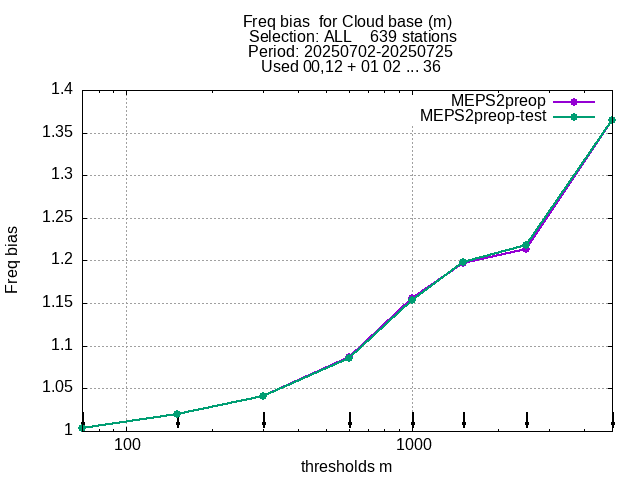 Freq bias  for Cloud base (m)
Selection: ALL    639 stations
Period: 20250702-20250725
Used 00,12 + 01 02 ... 36
MEPS2preop
MEPS2preop-test
1.4
1.35
1.3
1.25
1.2
1.15
1.1
1.05
1
Freq bias
100
1000
thresholds m